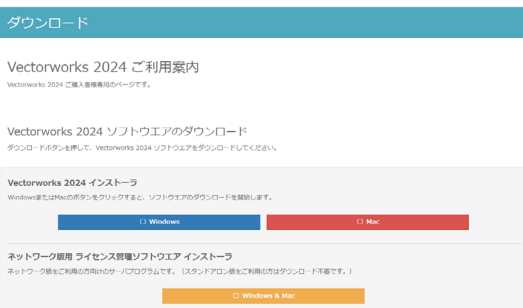 ダウンロード
Vectorworks 2024 ご利用案内
Vectorworks 2024 ご購入者様専用のページです。
Vectorworks 2024 ソフトウエアのダウンロード
ダウンロードボタンを押して、Vectorworks 2024 ソフトウエアをダウンロードしてください。
Vectorworks 2024 インストーラ
WindowsまたはMacのボタンをクリックすると、ソフトウエアのダウンロードを開始します。
Windows
Mac
ネットワーク版用 ライセンス管理ソフトウエア インストーラ
ネットワーク版をご利用の方向けのサーバプログラムです。（スタンドアロン版をご利用の方はダウンロード不要です。）
Windows & Mac